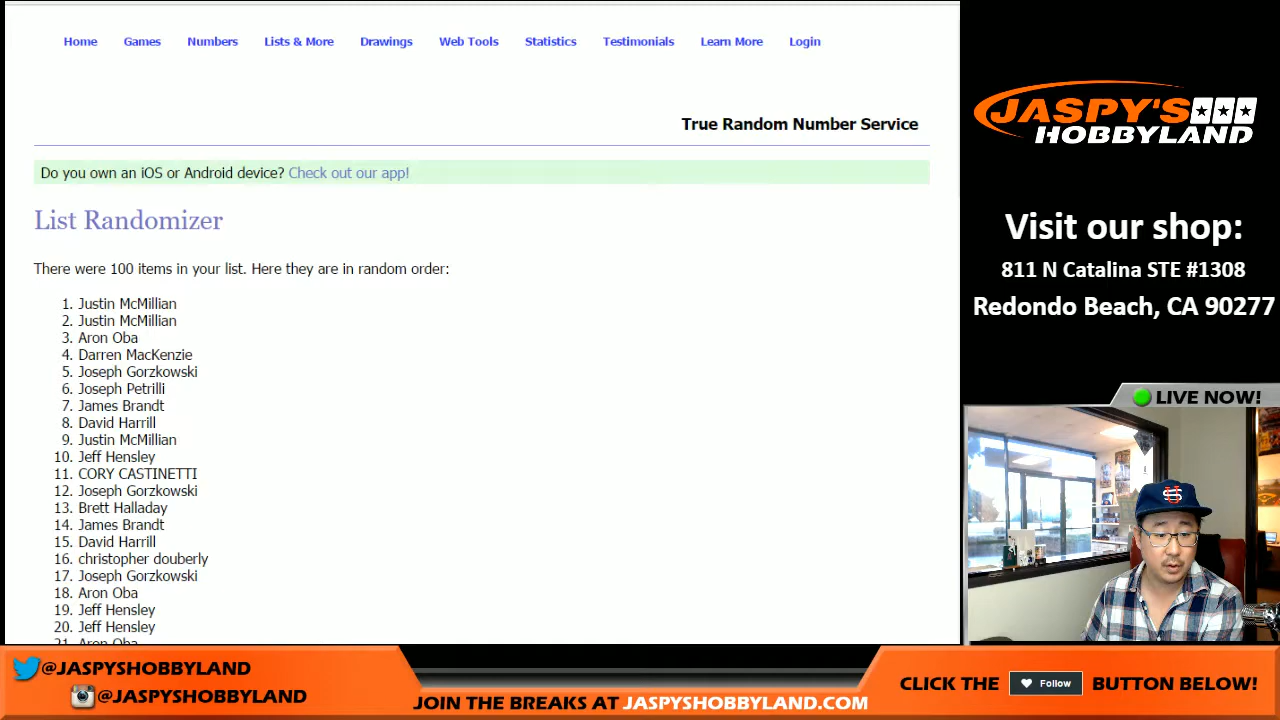 Home Games Numbers Lists & More Drawings Web Tools Statistics Testimonials Learn More Login
True Random Number Service
Do you own an iOS or Android device? Check out our app!
List Randomizer
There were 100 items in your list. Here they are in random order:
1. Justin McMillian
2. Justin McMillian
3. Aron Oba
4. Darren MacKenzie
5. Joseph Gorzkowski
6. Joseph Petrilli
7. James Brandt
8. David Harrill
9. Justin McMillian
10. Jeff Hensley
11. CORY CASTINETTI
12. Joseph Gorzkowski
13. Brett Halladay
14. James Brandt
15. David Harrill
16. christopher douberly
17. Joseph Gorzkowski
18. Aron Oba
19. Jeff Hensley
20. Jeff Hensley
21. Aron Oba
JASPY'S
HOBBYLAND
Visit our shop:
811 N Catalina STE #1308
Redondo Beach, CA 90277
LIVE NOW!
@JASPYSHOBBYLAND
@JASPYSHOBBYLAND
JOIN THE BREAKS AT JASPYSHOBBYLAND.COM
CLICK THE Follow BUTTON BELOW!